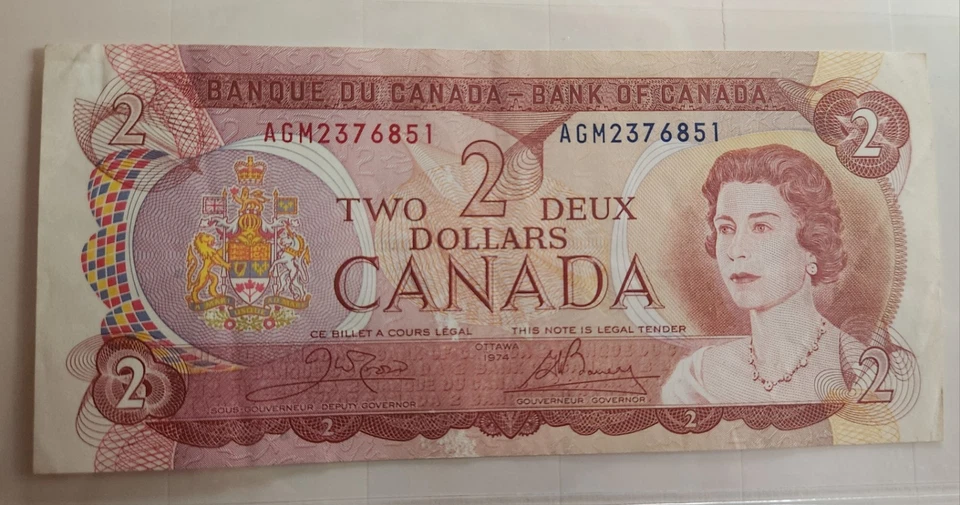 BANQUE DU CANADA – BANK OF CANADA
2 2
AGM2376851 AGM2376851
2
TWO DEUX
DOLLARS
CANADA
CE BILLET A COURS LÉGAL THIS NOTE IS LEGAL TENDER
OTTAWA
1974
2 2
SOUS-GOUVERNEUR DEPUTY GOVERNOR GOUVERNEUR GOVERNOR
2 2